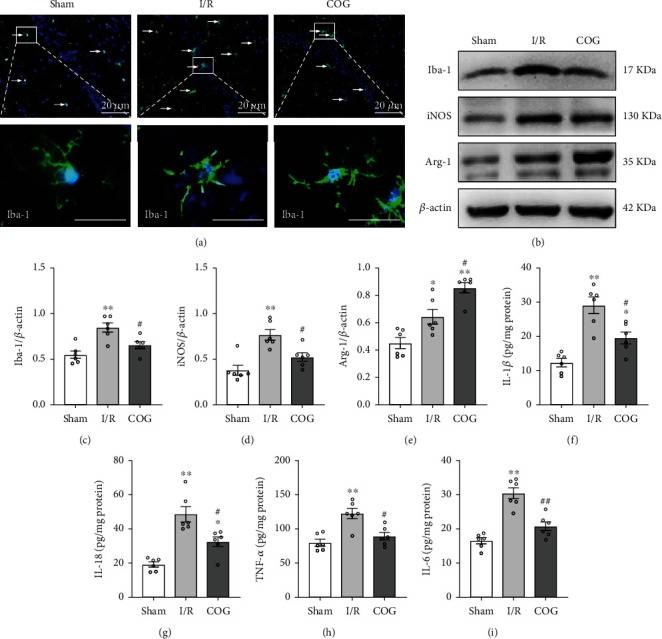 Sham I/R COG
20 μm 20 μm 20 μm
Iba-1 Iba-1 Iba-1
(a)
Sham I/R COG
Iba-1 17 KDa
iNOS 130 KDa
Arg-1 35 KDa
β-actin 42 KDa
(b)
Iba-1/β-actin
1.5
1.0
0.5
0.0
**
#
Sham I/R COG
(c)
iNOS/β-actin
1.5
1.0
0.5
0.0
**
#
Sham I/R COG
(d)
Arg-1/β-actin
1.0
0.8
0.6
0.4
0.2
0.0
*
#
**
Sham I/R COG
(e)
IL-1β (pg/mg protein)
40
30
20
10
0
**
#
*
Sham I/R COG
(f)
IL-18 (pg/mg protein)
80
60
40
20
0
**
#
*
Sham I/R COG
(g)
TNF-α (pg/mg protein)
200
150
100
50
0
**
#
Sham I/R COG
(h)
IL-6 (pg/mg protein)
40
30
20
10
0
**
##
Sham I/R COG
(i)